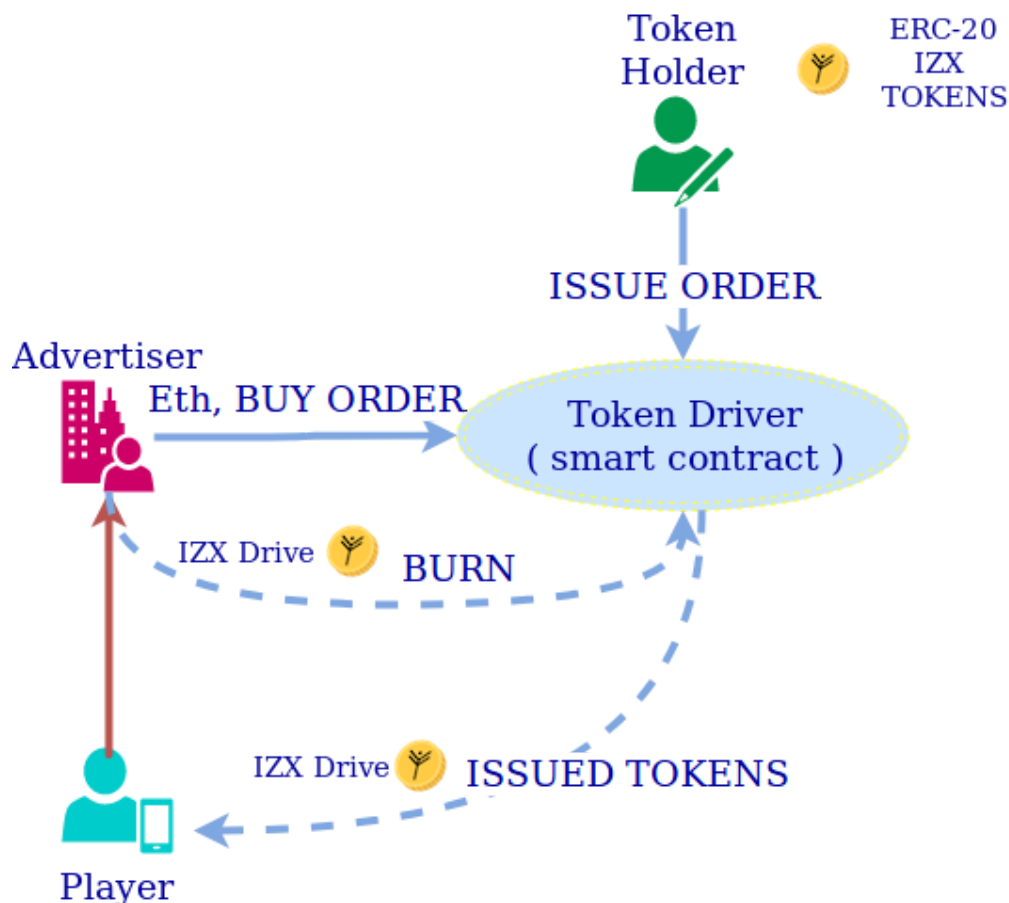 Token
Holder
ERC-20
IZX
TOKENS
ISSUE ORDER
Advertiser
Eth, BUY ORDER
Token Driver
( smart contract )
IZX Drive
BURN
IZX Drive
ISSUED TOKENS
Player